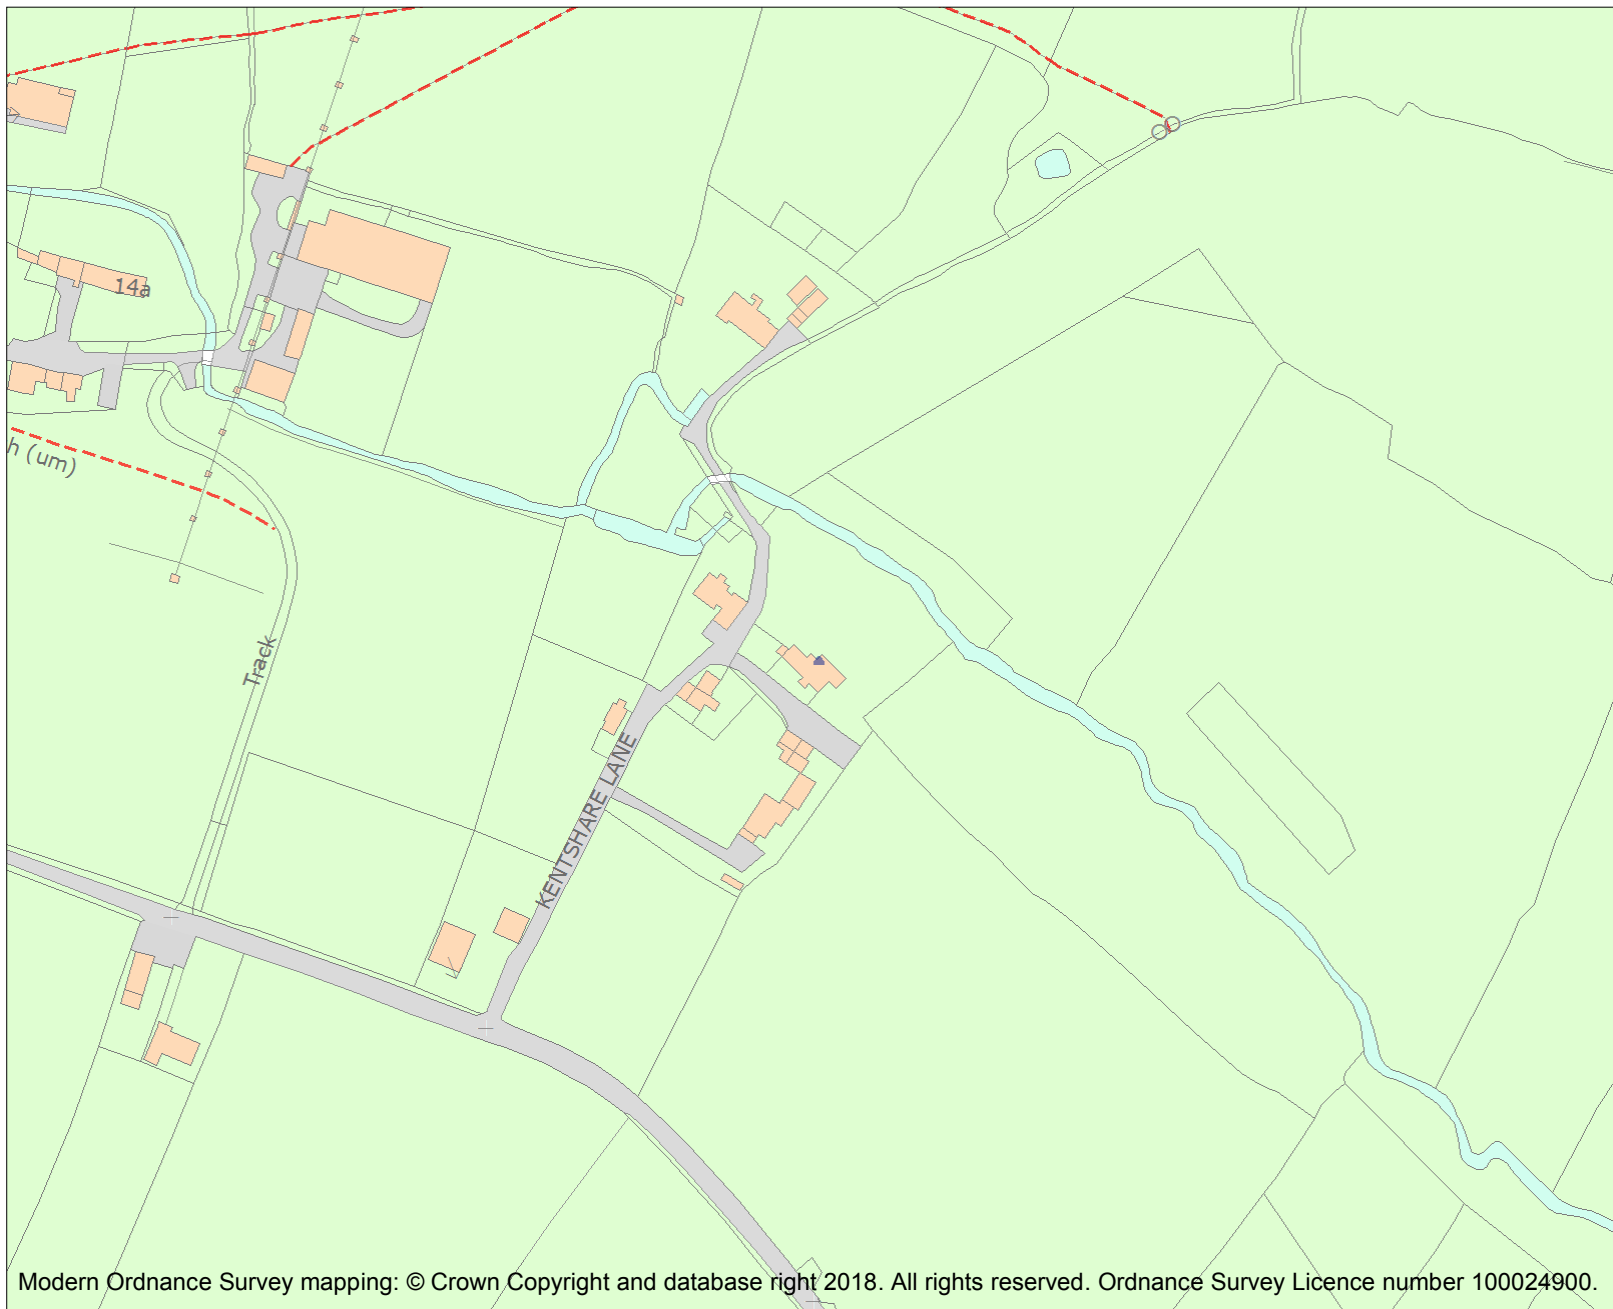 14a
h (um)
Track
KENTSHARE LANE
Modern Ordnance Survey mapping: © Crown Copyright and database right 2018. All rights reserved. Ordnance Survey Licence number 100024900.